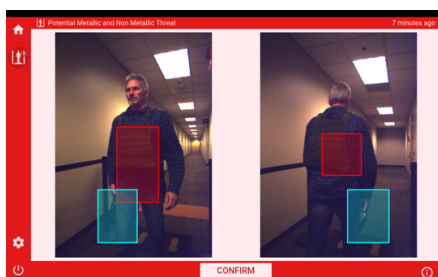 Potential Metallic and Non Metallic Threat
7 minutes ago
CONFIRM